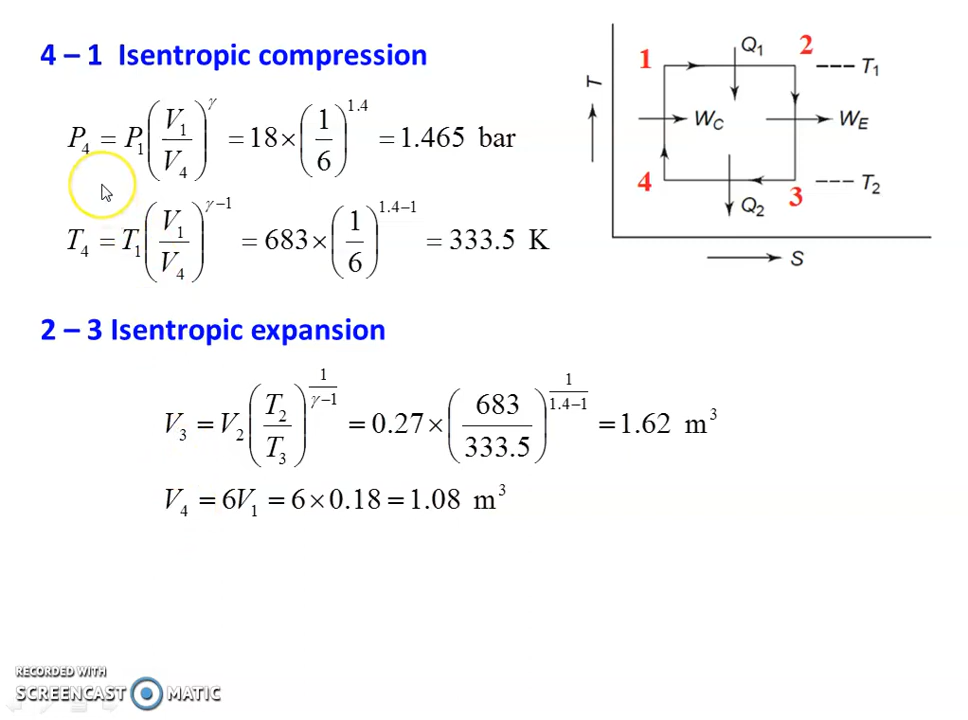 4 – 1 Isentropic compression
P₄ = P₁(V₁/V₄)^γ = 18×(1/6)^1.4 = 1.465 bar
T₄ = T₁(V₁/V₄)^(γ−1) = 683×(1/6)^(1.4−1) = 333.5 K
1
Q₁
2
T₁
T
W_C
W_E
4
Q₂
3
T₂
S
2 – 3 Isentropic expansion
V₃ = V₂(T₂/T₃)^(1/(γ−1)) = 0.27×(683/333.5)^(1/(1.4−1)) = 1.62 m³
V₄ = 6V₁ = 6×0.18 = 1.08 m³
RECORDED WITH
SCREENCAST MATIC